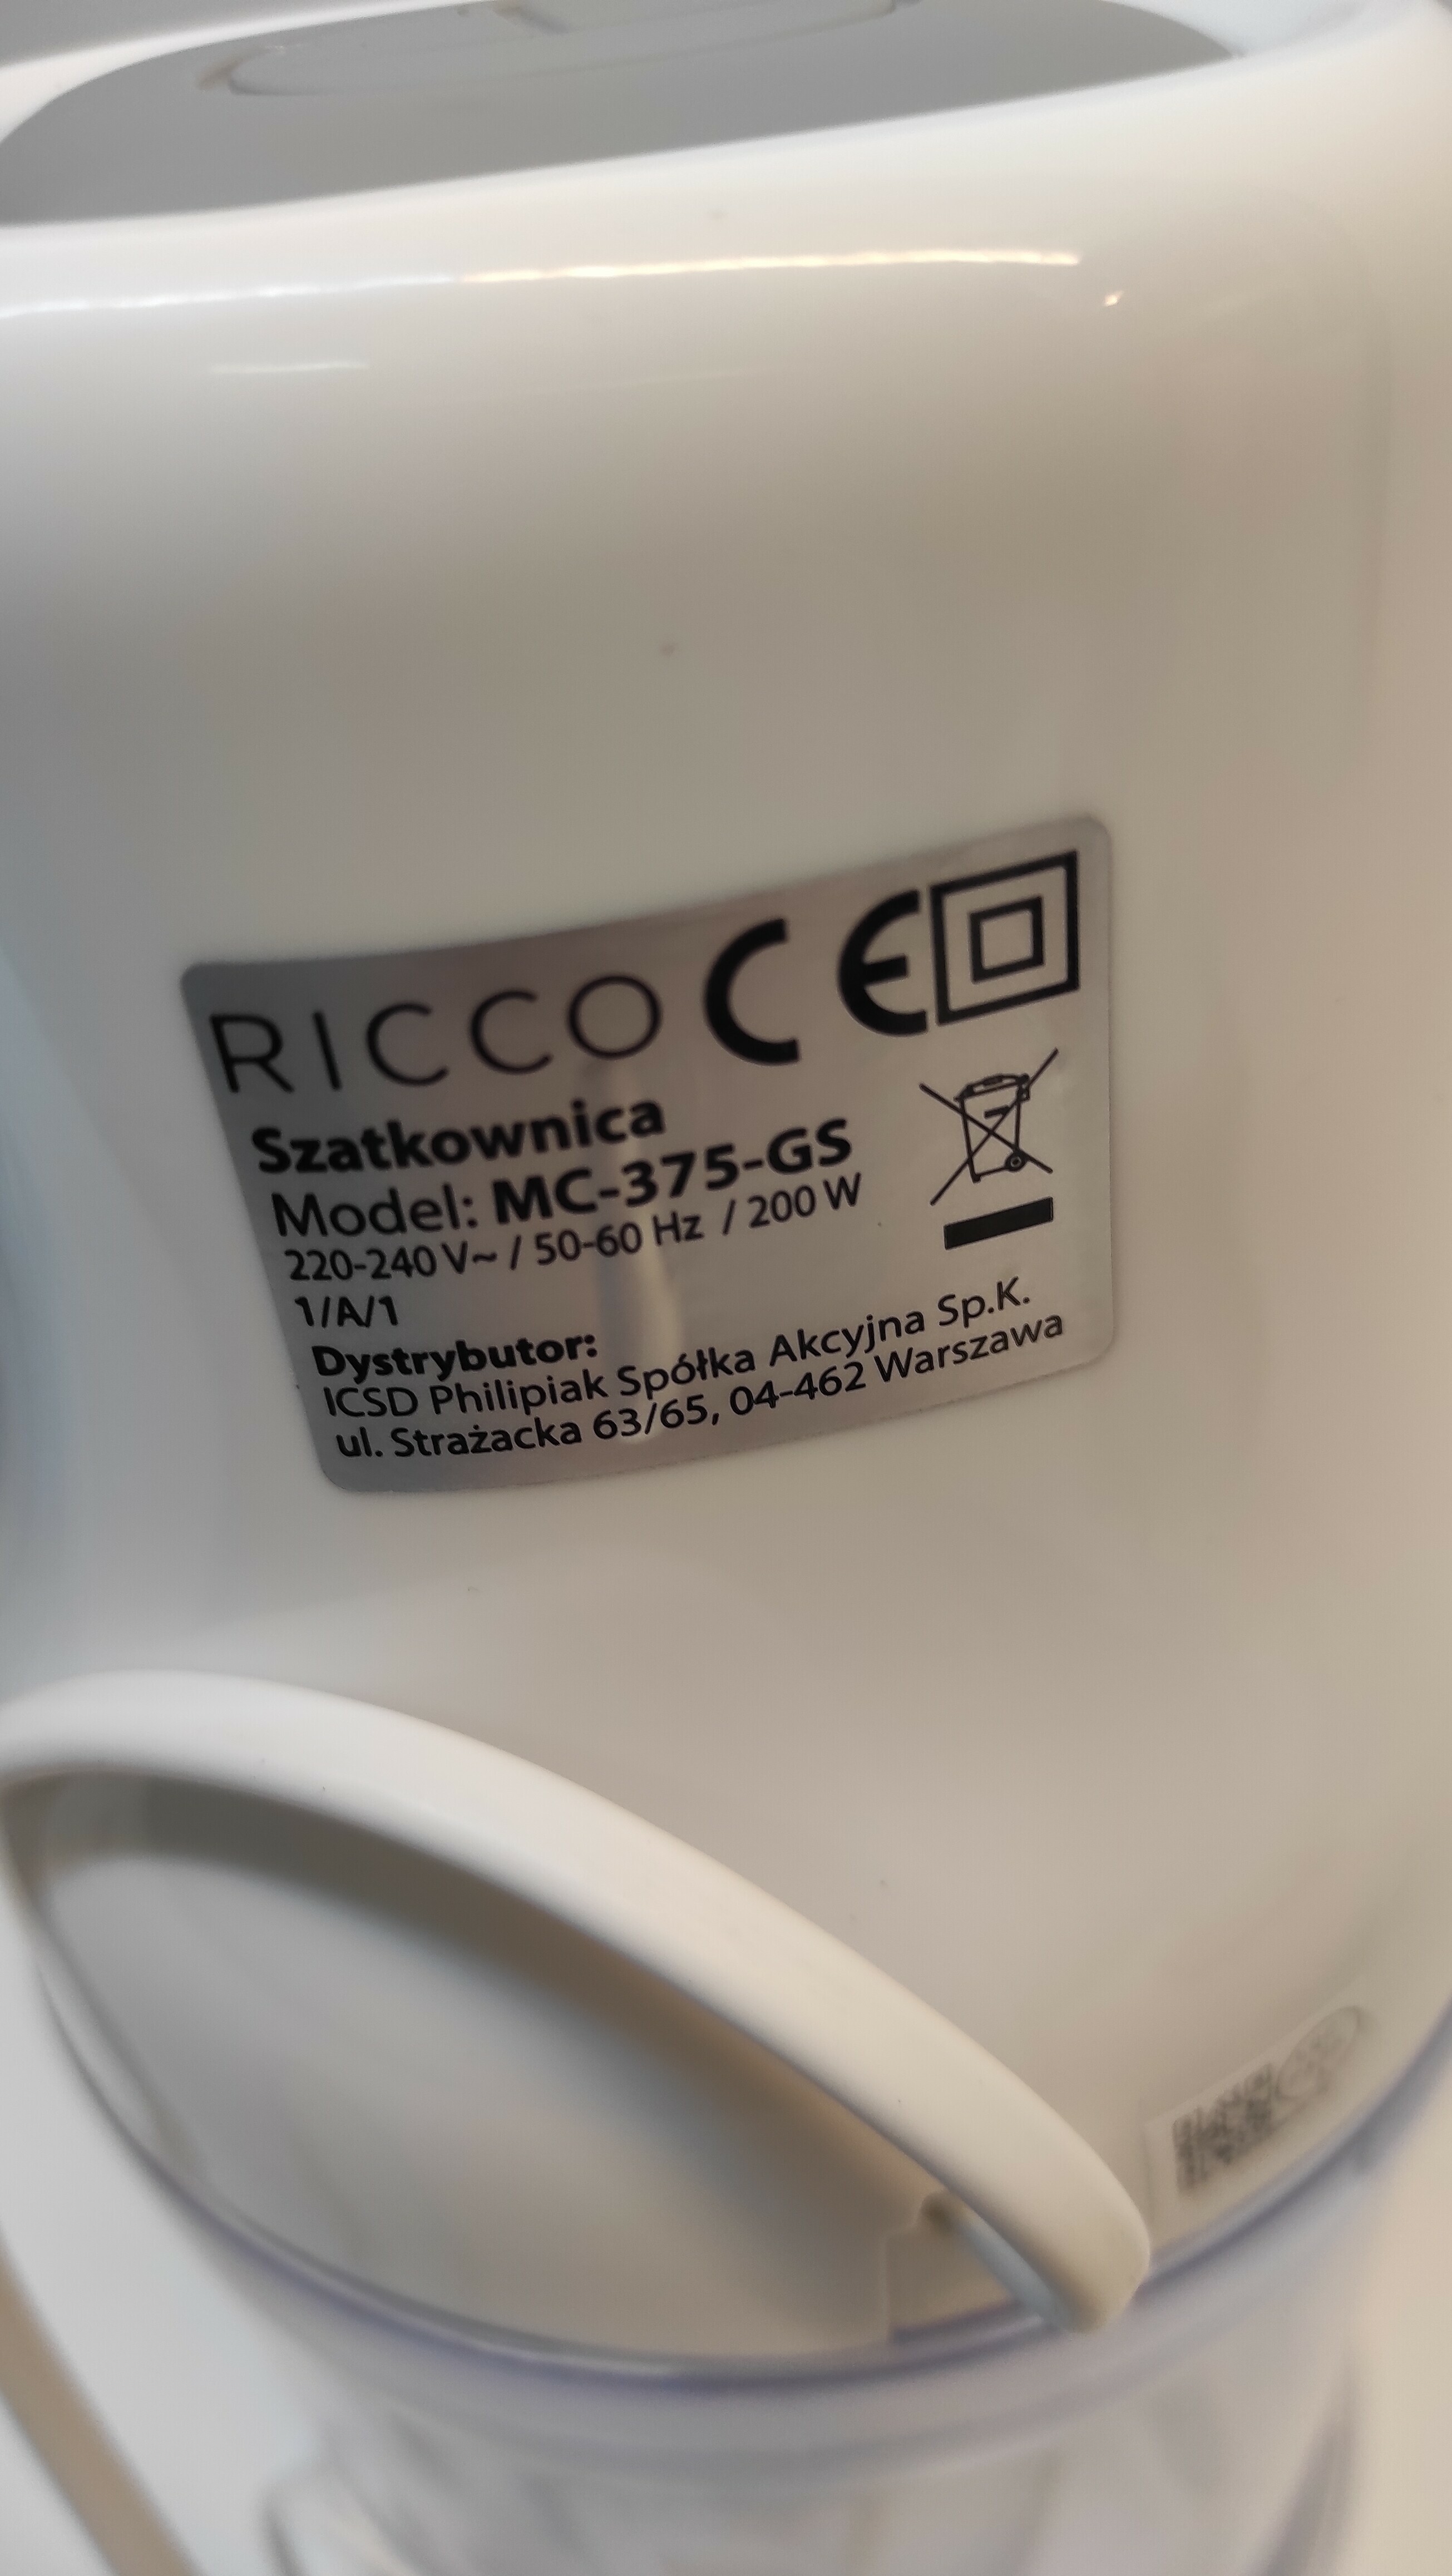 RICCO CE
Szatkownica
Model: MC-375-GS
220-240 V~ / 50-60 Hz / 200 W
1/A/1
Dystrybutor:
ICSD Philipiak Spółka Akcyjna Sp.K.
ul. Strażacka 63/65, 04-462 Warszawa